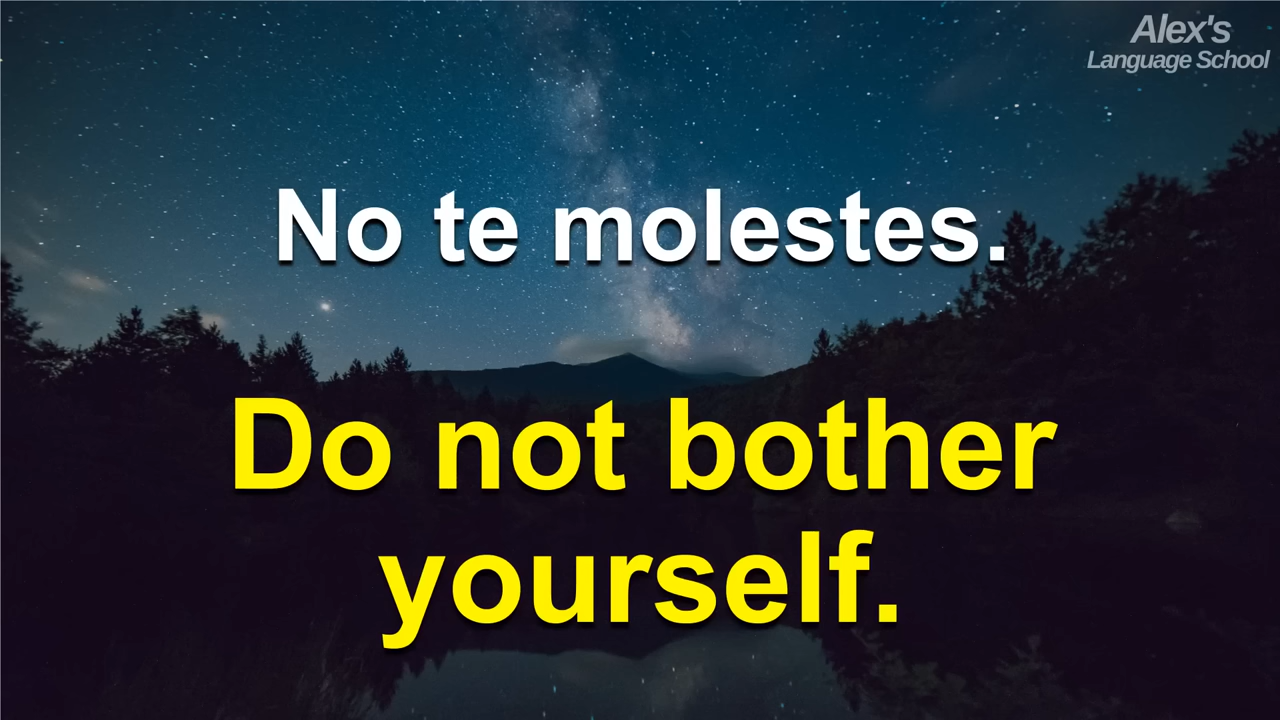 Alex's
Language School
No te molestes.
Do not bother
yourself.